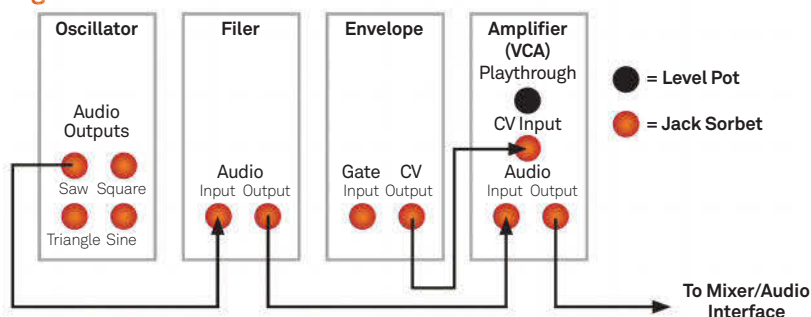 Oscillator
Audio
Outputs
Saw Square
Triangle Sine
Filer
Audio
Input Output
Envelope
Gate CV
Input Output
Amplifier
(VCA)
Playthrough
CV Input
Audio
Input Output
= Level Pot
= Jack Sorbet
To Mixer/Audio
Interface